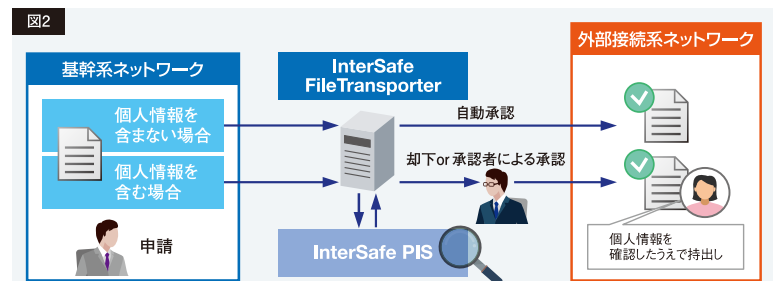 図2
基幹系ネットワーク
個人情報を
含まない場合
個人情報を
含む場合
申請
InterSafe
FileTransporter
自動承認
却下or承認者による承認
InterSafe PIS
外部接続系ネットワーク
個人情報を
確認したうえで持出し